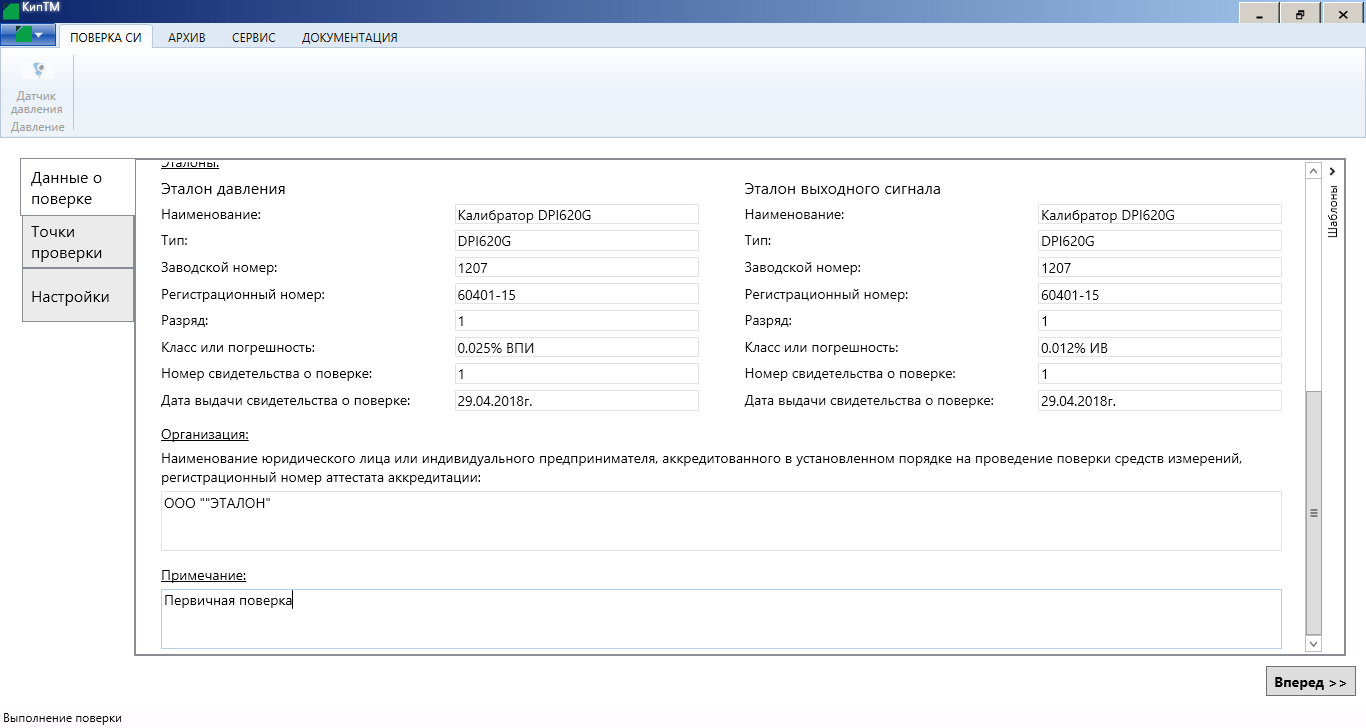 КипТМ
ПОВЕРКА СИ АРХИВ СЕРВИС ДОКУМЕНТАЦИЯ
Датчик
давления
Давление
Данные о
поверке
Точки
проверки
Настройки
Эталоны:
Эталон давления
Наименование: Калибратор DPI620G
Тип: DPI620G
Заводской номер: 1207
Регистрационный номер: 60401-15
Разряд: 1
Класс или погрешность: 0.025% ВПИ
Номер свидетельства о поверке: 1
Дата выдачи свидетельства о поверке: 29.04.2018г.
Эталон выходного сигнала
Наименование: Калибратор DPI620G
Тип: DPI620G
Заводской номер: 1207
Регистрационный номер: 60401-15
Разряд: 1
Класс или погрешность: 0.012% ИВ
Номер свидетельства о поверке: 1
Дата выдачи свидетельства о поверке: 29.04.2018г.
Организация:
Наименование юридического лица или индивидуального предпринимателя, аккредитованного в установленном порядке на проведение поверки средств измерений,
регистрационный номер аттестата аккредитации:
ООО ""ЭТАЛОН"
Примечание:
Первичная поверка
Шаблоны
Вперед >>
Выполнение поверки